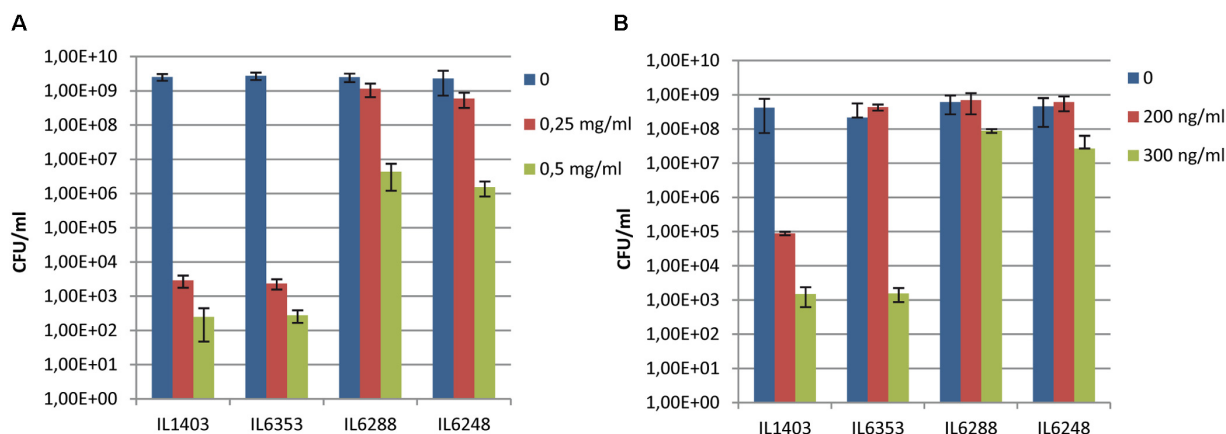 A
1,00E+10
1,00E+09
1,00E+08
1,00E+07
1,00E+06
1,00E+05
1,00E+04
1,00E+03
1,00E+02
1,00E+01
1,00E+00
CFU/ml
IL1403 IL6353 IL6288 IL6248
0
0,25 mg/ml
0,5 mg/ml
B
1,00E+10
1,00E+09
1,00E+08
1,00E+07
1,00E+06
1,00E+05
1,00E+04
1,00E+03
1,00E+02
1,00E+01
1,00E+00
CFU/ml
IL1403 IL6353 IL6288 IL6248
0
200 ng/ml
300 ng/ml